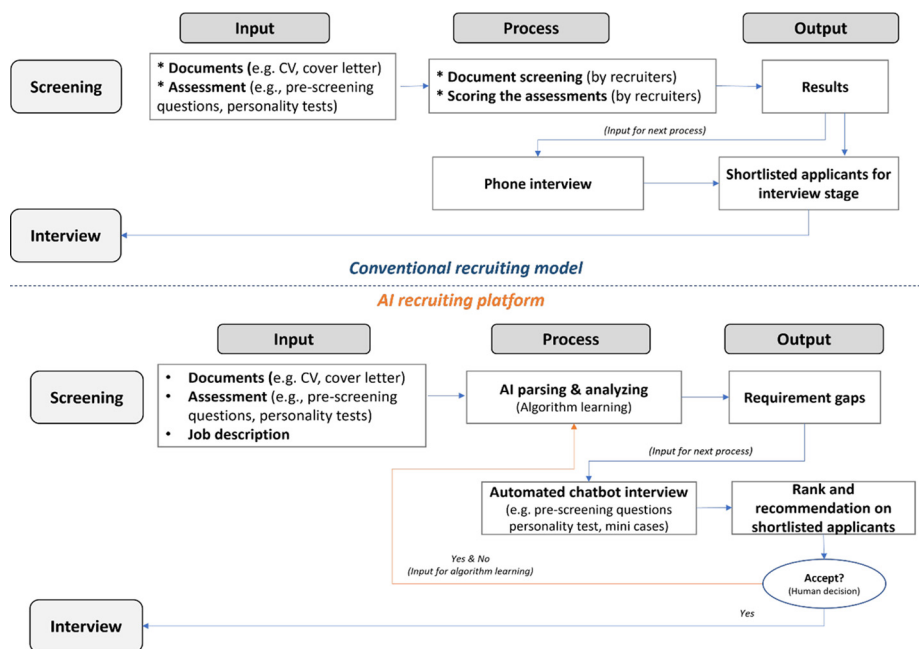 Input
Process
Output
Screening
* Documents (e.g. CV, cover letter)
* Assessment (e.g., pre-screening
questions, personality tests)
* Document screening (by recruiters)
* Scoring the assessments (by recruiters)
Results
(Input for next process)
Phone interview
Shortlisted applicants for
interview stage
Interview
Conventional recruiting model
AI recruiting platform
Input
Process
Output
Screening
• Documents (e.g. CV, cover letter)
• Assessment (e.g., pre-screening
questions, personality tests)
• Job description
AI parsing & analyzing
(Algorithm learning)
Requirement gaps
(Input for next process)
Automated chatbot interview
(e.g. pre-screening questions
personality test, mini cases)
Rank and
recommendation on
shortlisted applicants
Yes & No
(Input for algorithm learning)
Accept?
(Human decision)
Yes
Interview